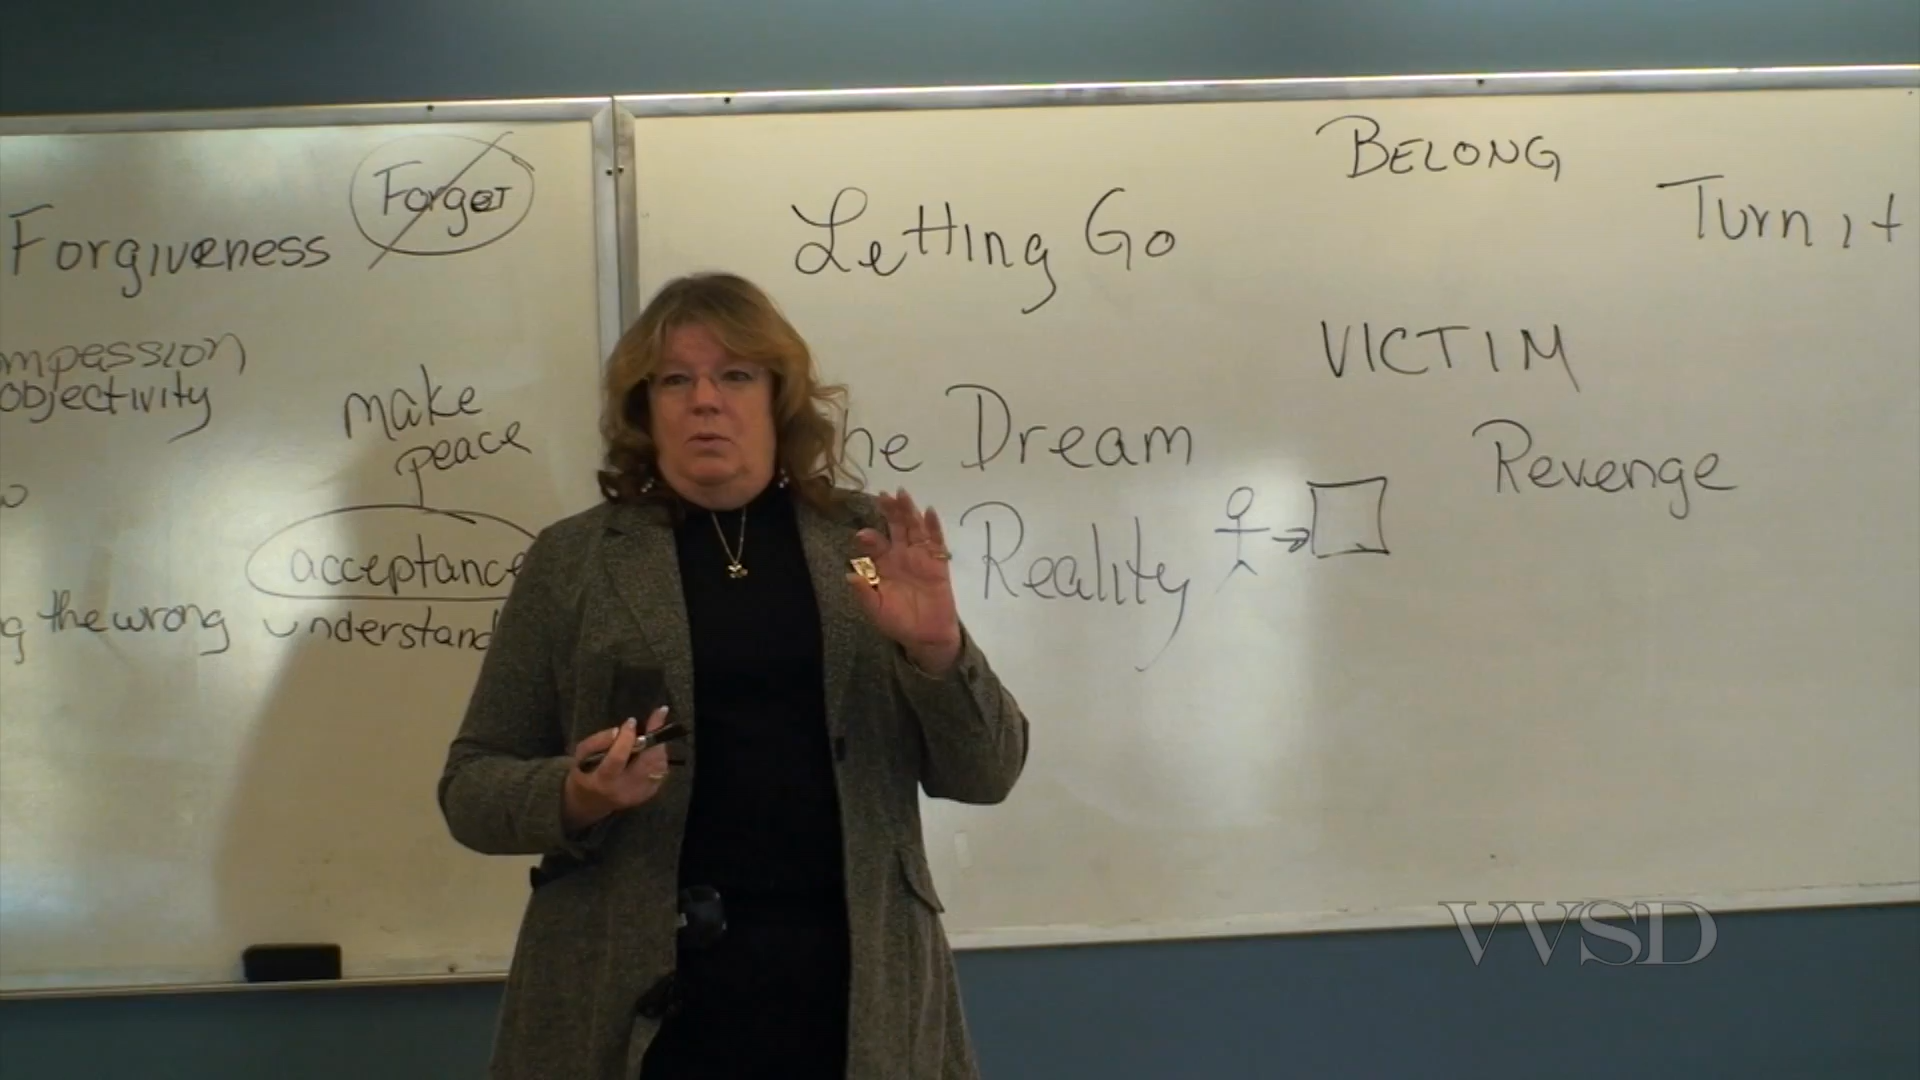 Forgiveness
Forget
mpassion
objectivity
make
peace
acceptance
g the wrong understand
Letting Go
he Dream
Reality
BELONG
Turn it
VICTIM
Revenge
VVSD